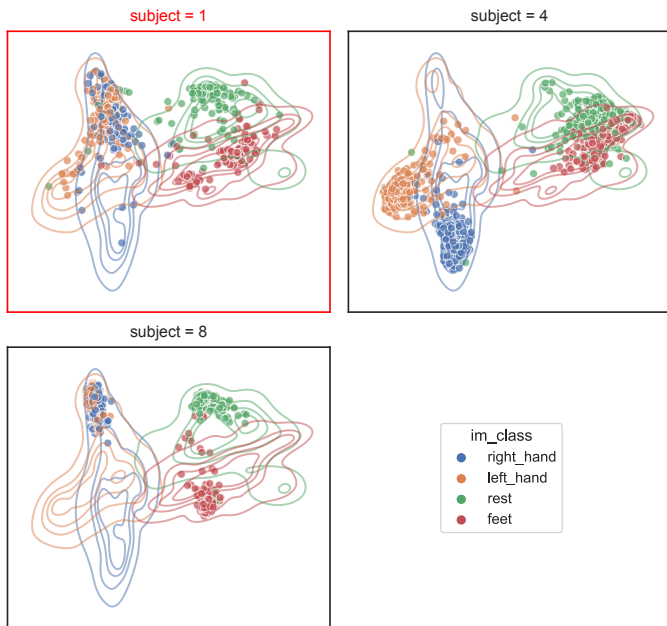 subject = 1
subject = 4
subject = 8
im_class
right_hand
left_hand
rest
feet